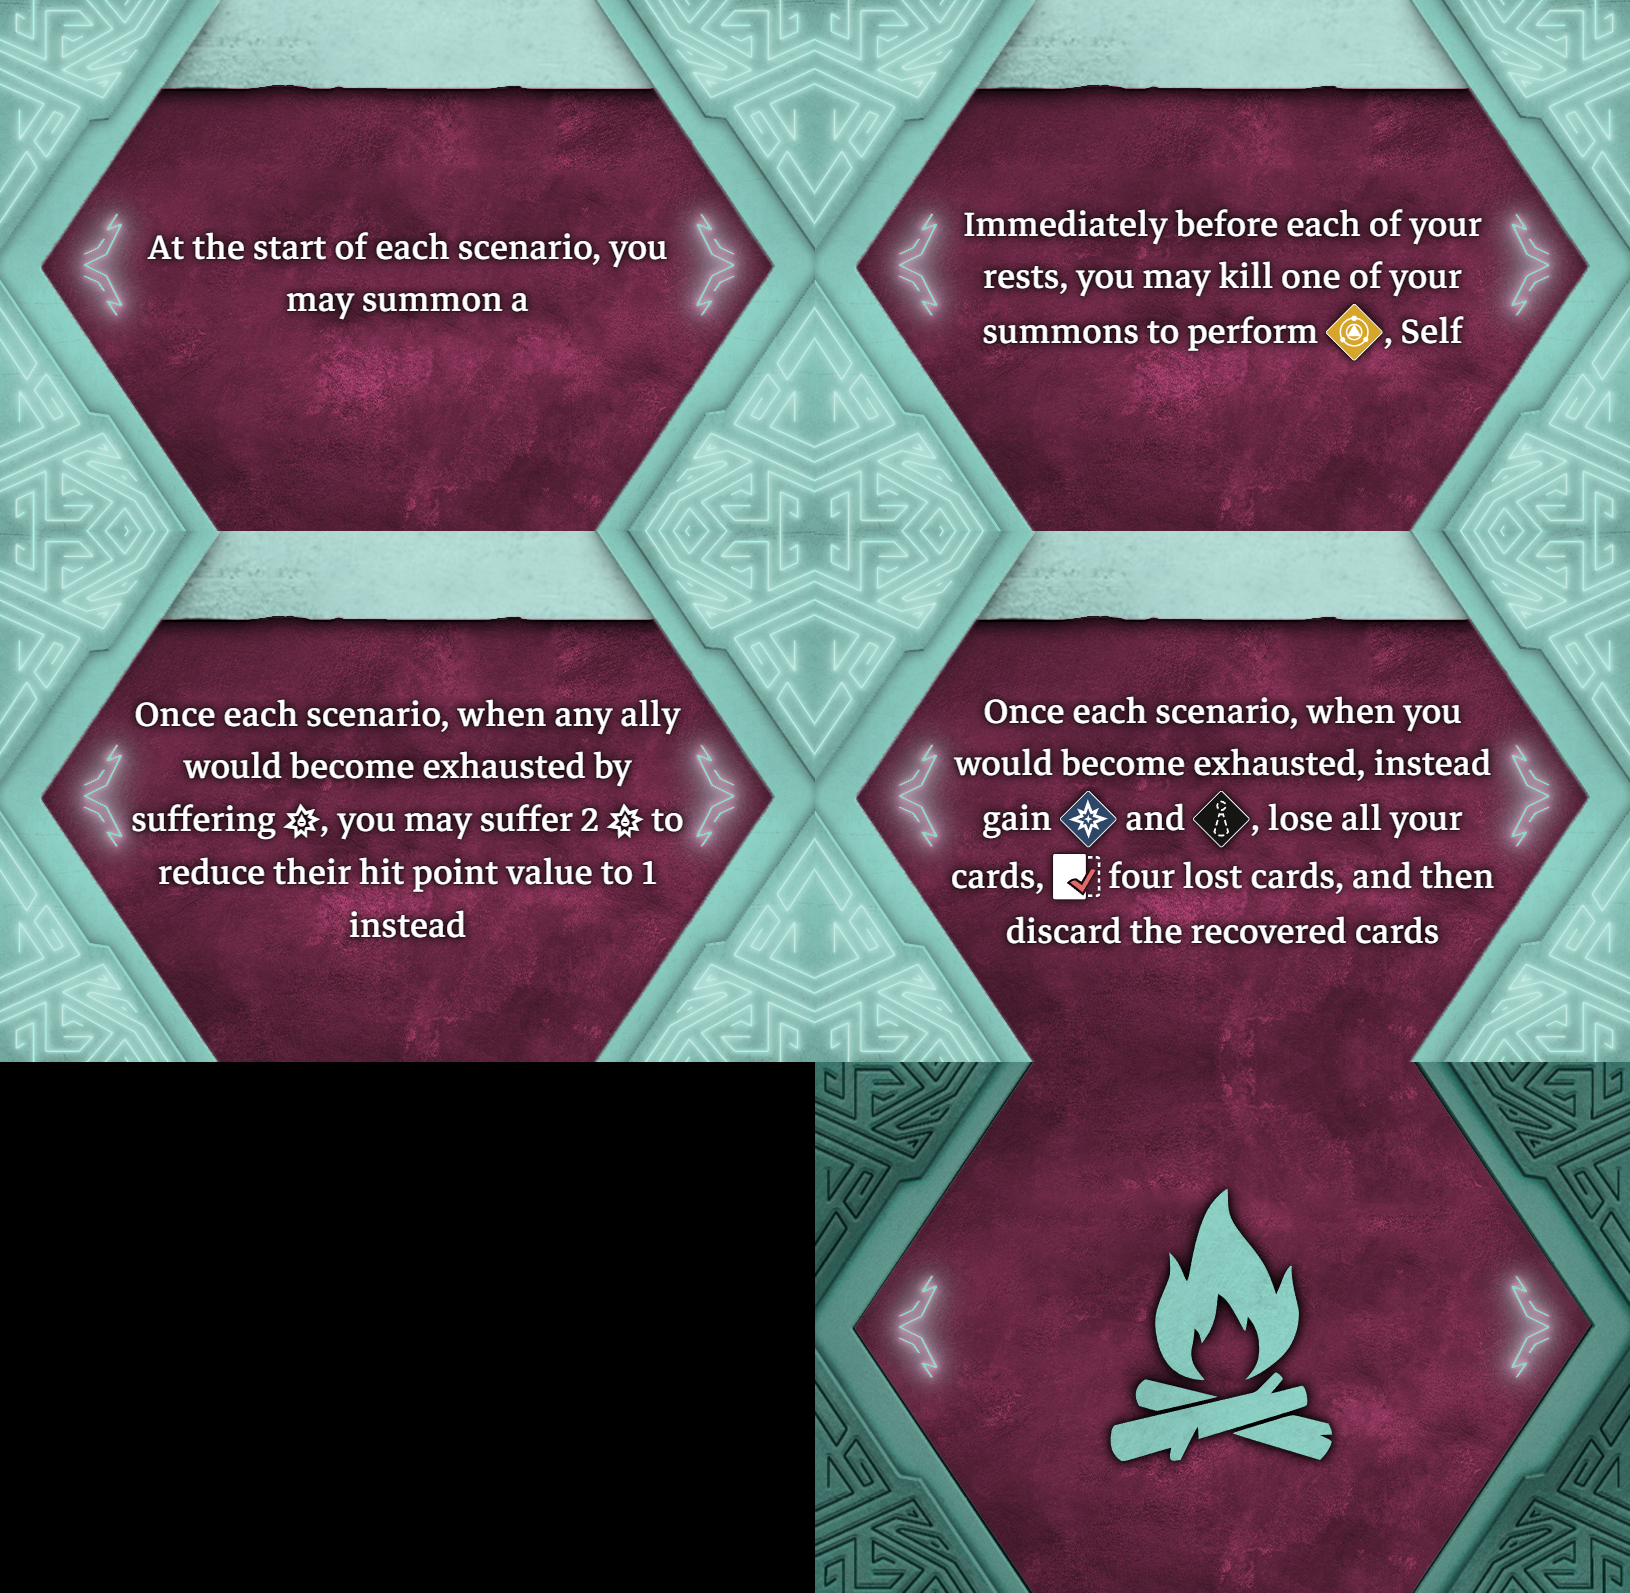 At the start of each scenario, you
may summon a
Immediately before each of your
rests, you may kill one of your
summons to perform , Self
Once each scenario, when any ally
would become exhausted by
suffering , you may suffer 2 to
reduce their hit point value to 1
instead
Once each scenario, when you
would become exhausted, instead
gain and , lose all your
cards, four lost cards, and then
discard the recovered cards